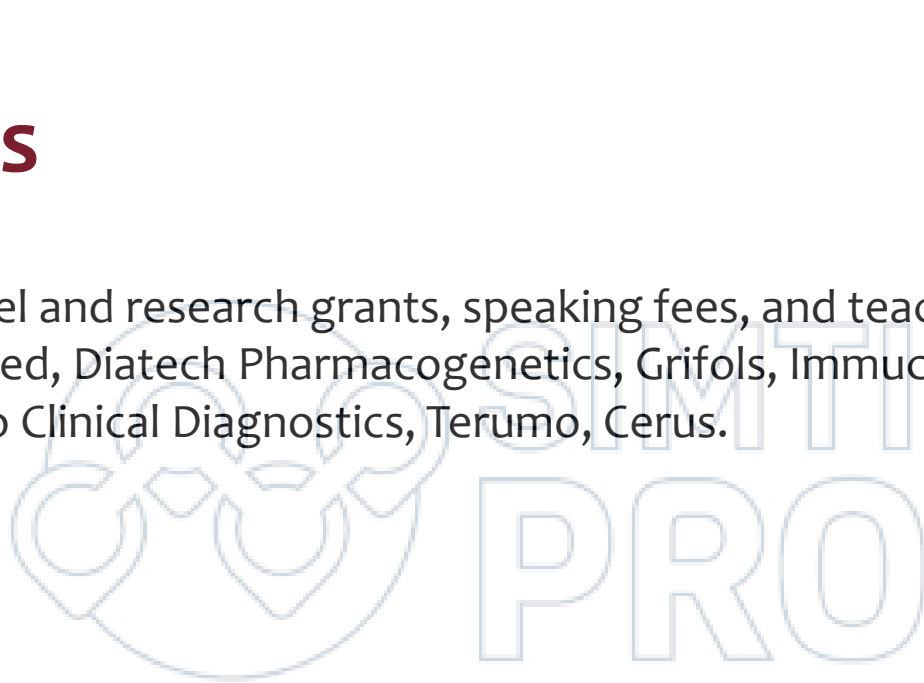 s
el and research grants, speaking fees, and teac
ed, Diatech Pharmacogenetics, Grifols, Immuc
o Clinical Diagnostics, Terumo, Cerus.
SIMTI
PRO